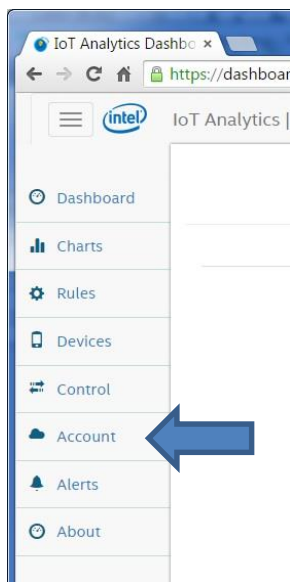 IoT Analytics Dashbo
https://dashboar
intel IoT Analytics |
Dashboard
Charts
Rules
Devices
Control
Account
Alerts
About